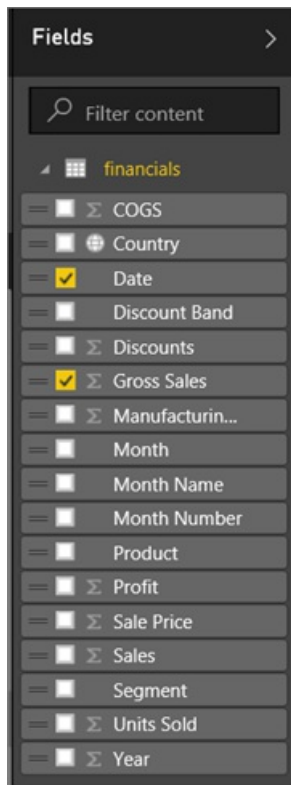 Fields
Filter content
financials
Σ COGS
Country
Date
Discount Band
Σ Discounts
Σ Gross Sales
Σ Manufacturin...
Month
Month Name
Month Number
Product
Σ Profit
Σ Sale Price
Σ Sales
Segment
Σ Units Sold
Σ Year